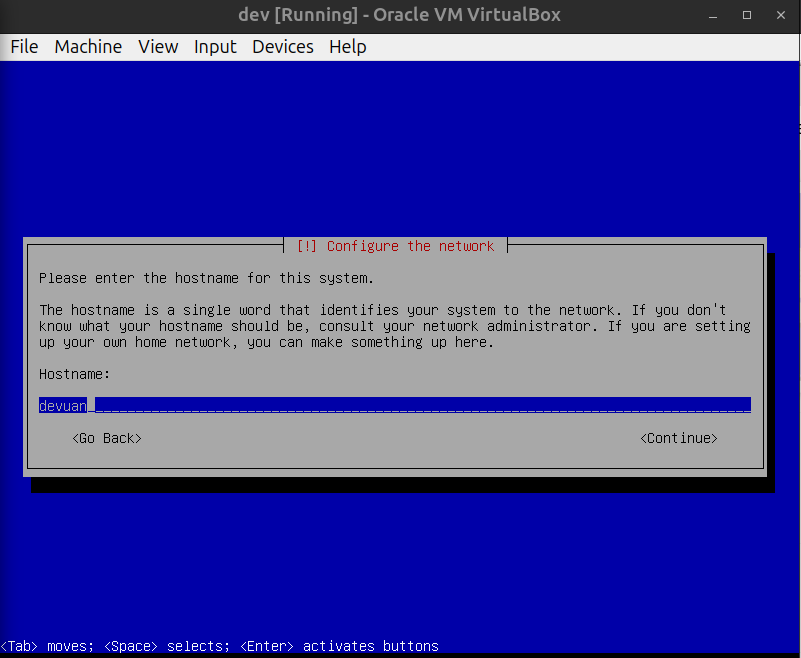 dev [Running] - Oracle VM VirtualBox
File Machine View Input Devices Help
[!] Configure the network
Please enter the hostname for this system.
The hostname is a single word that identifies your system to the network. If you don't
know what your hostname should be, consult your network administrator. If you are setting
up your own home network, you can make something up here.
Hostname:
devuan
<Go Back> <Continue>
<Tab> moves; <Space> selects; <Enter> activates buttons